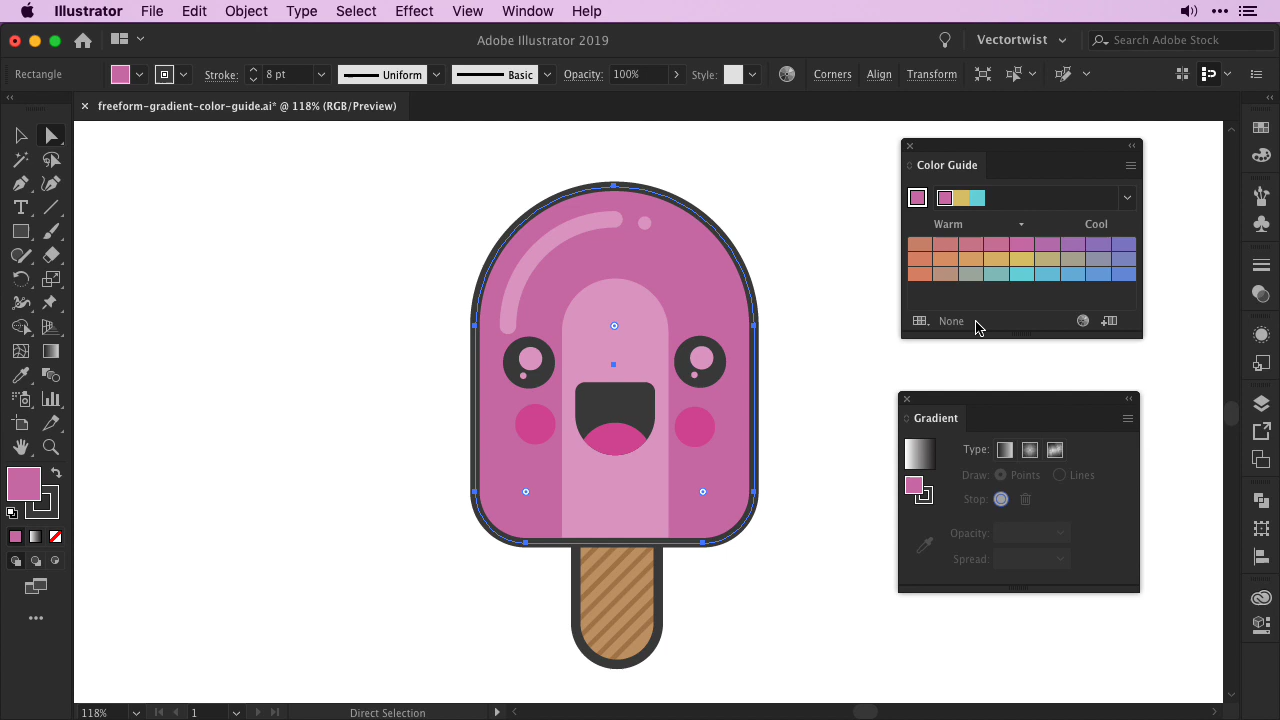 Illustrator File Edit Object Type Select Effect View Window Help
Adobe Illustrator 2019
Vectortwist
Search Adobe Stock
Rectangle
Stroke: 8 pt
Uniform
Basic
Opacity: 100%
Style:
Corners
Align
Transform
freeform-gradient-color-guide.ai* @ 118% (RGB/Preview)
Color Guide
Warm
Cool
None
Gradient
Type:
Draw: Points Lines
Stop:
Opacity:
Spread:
118%
1
Direct Selection